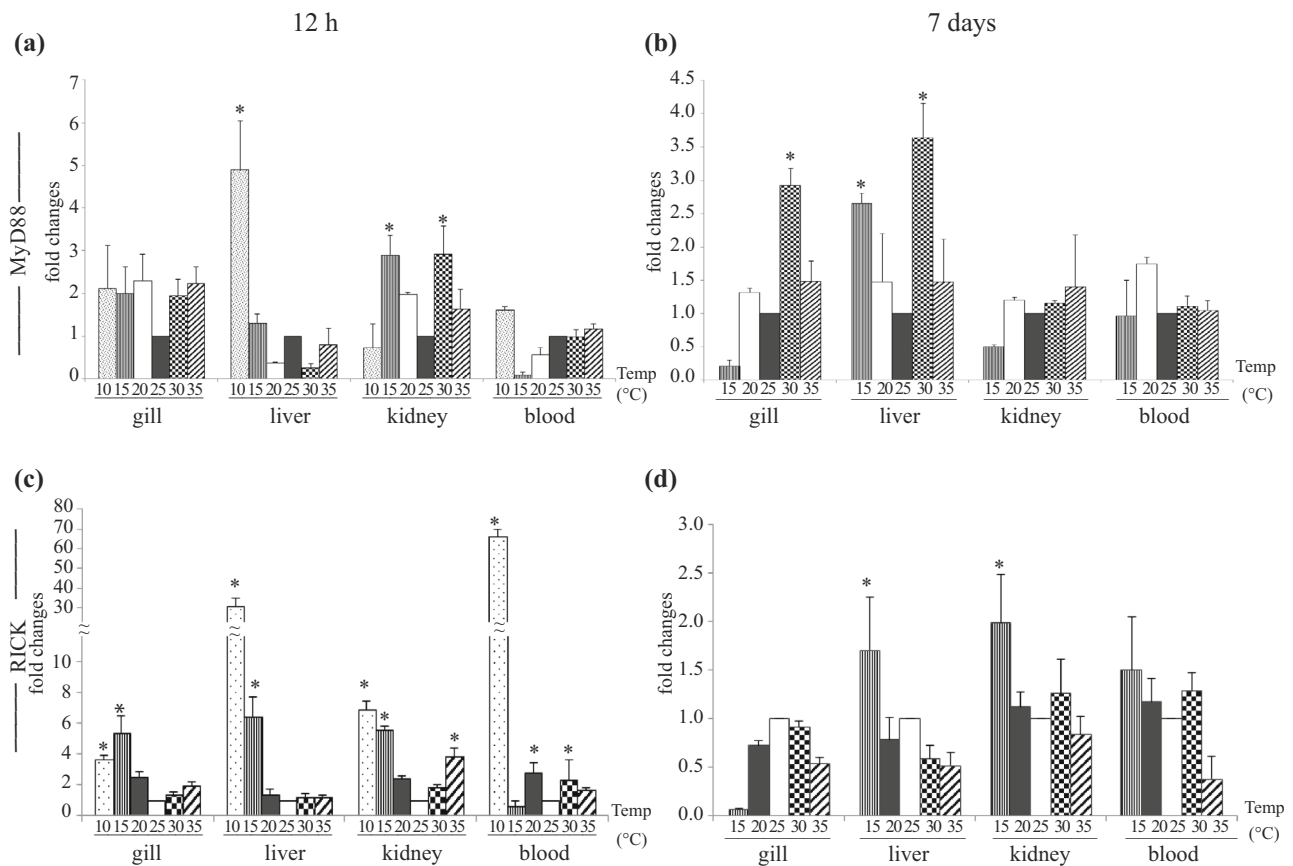 12 h
7 days
(a)
MyD88
fold changes
7
6
5
4
3
2
1
0
*
*
*
10 15 20 25 30 35
10 15 20 25 30 35
10 15 20 25 30 35
10 15 20 25 30 35
Temp
(°C)
gill
liver
kidney
blood
(b)
fold changes
4.5
4.0
3.5
3.0
2.5
2.0
1.5
1.0
0.5
0.0
*
*
*
15 20 25 30 35
15 20 25 30 35
15 20 25 30 35
15 20 25 30 35
Temp
(°C)
gill
liver
kidney
blood
(c)
RICK
fold changes
80
70
60
50
40
30
20
≈
10
8
6
4
2
0
*
*
*
*
*
*
*
*
*
*
10 15 20 25 30 35
10 15 20 25 30 35
10 15 20 25 30 35
10 15 20 25 30 35
Temp
(°C)
gill
liver
kidney
blood
(d)
fold changes
3.0
2.5
2.0
1.5
1.0
0.5
0.0
*
*
15 20 25 30 35
15 20 25 30 35
15 20 25 30 35
15 20 25 30 35
Temp
(°C)
gill
liver
kidney
blood